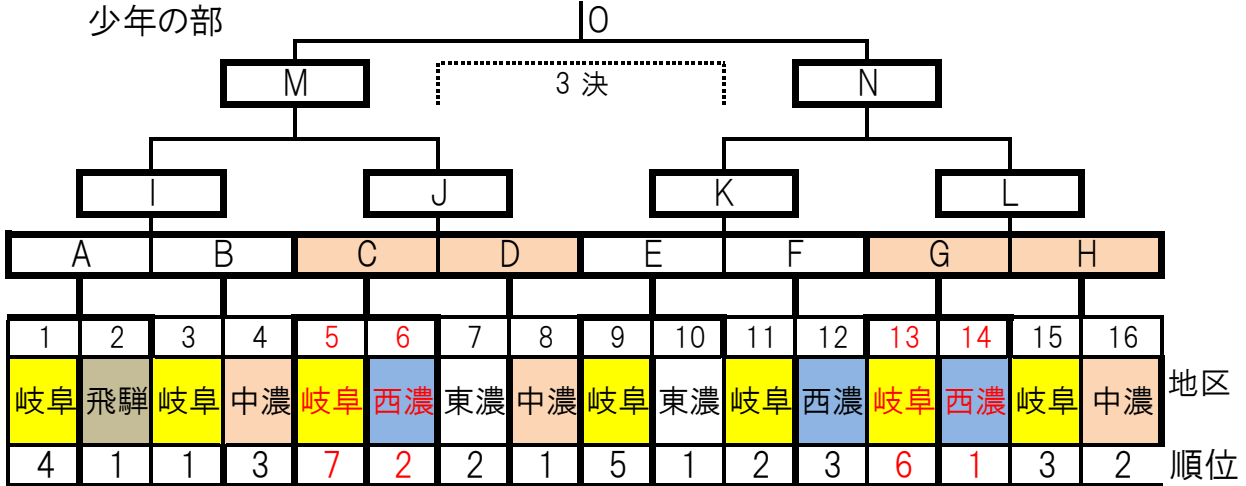 少年の部
O
M 3 決 N
I J K L
A B C D E F G H
1 2 3 4 5 6 7 8 9 10 11 12 13 14 15 16
岐阜 飛騨 岐阜 中濃 岐阜 西濃 東濃 中濃 岐阜 東濃 岐阜 西濃 岐阜 西濃 岐阜 中濃 地区
4 1 1 3 7 2 2 1 5 1 2 3 6 1 3 2 順位